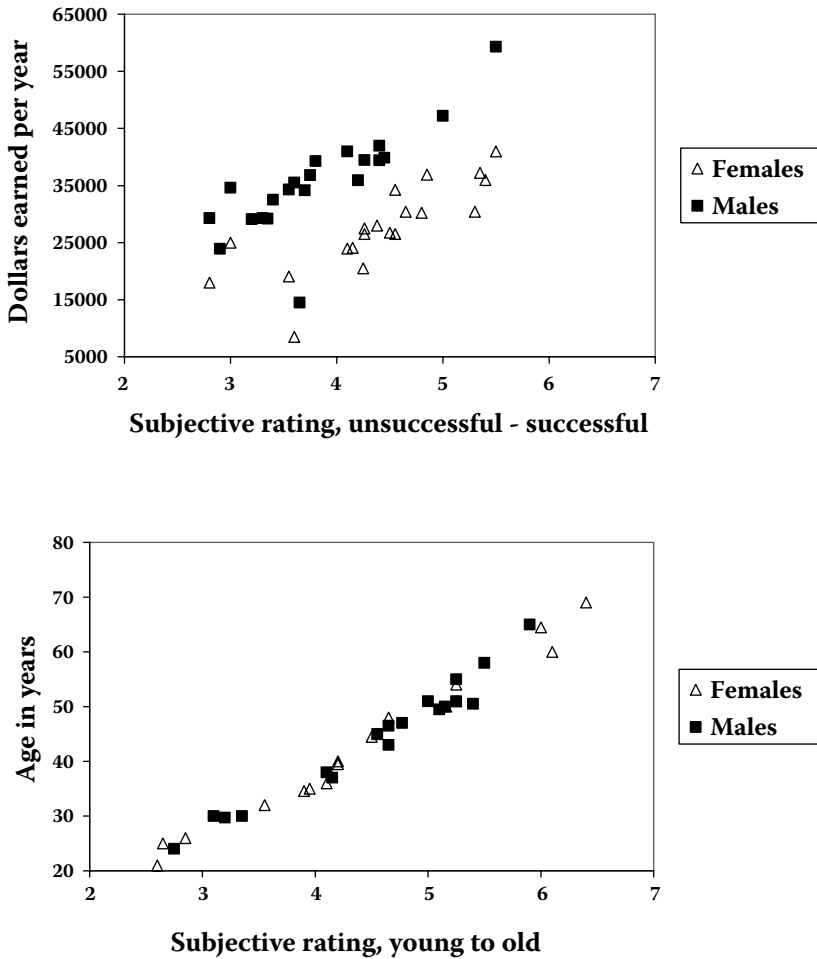 65000
55000
45000
35000
25000
15000
5000
Dollars earned per year
2 3 4 5 6 7
Subjective rating, unsuccessful - successful
Females
Males
80
70
60
50
40
30
20
Age in years
2 3 4 5 6 7
Subjective rating, young to old
Females
Males